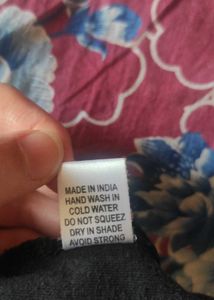 MADE IN INDIA
HAND WASH IN
COLD WATER
DO NOT SQUEEZ
DRY IN SHADE
AVOID STRONG